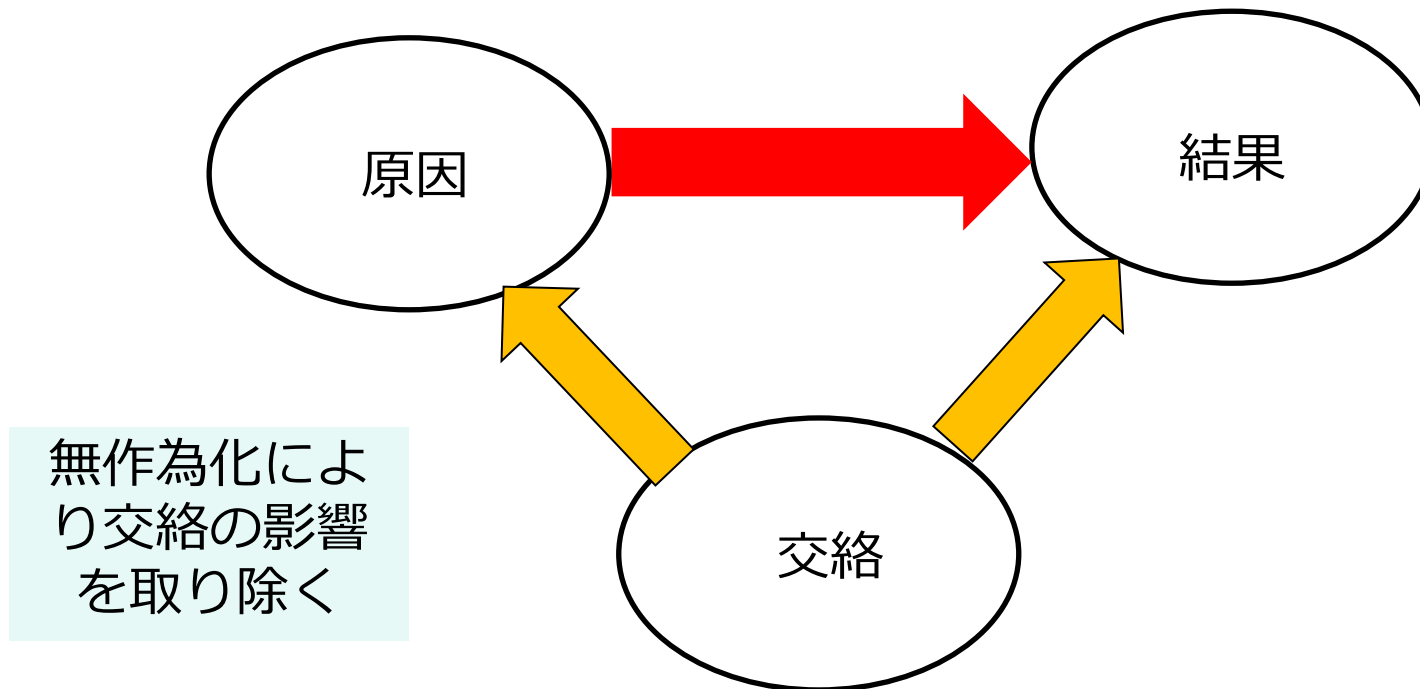 原因
結果
無作為化によ
り交絡の影響
を取り除く
交絡